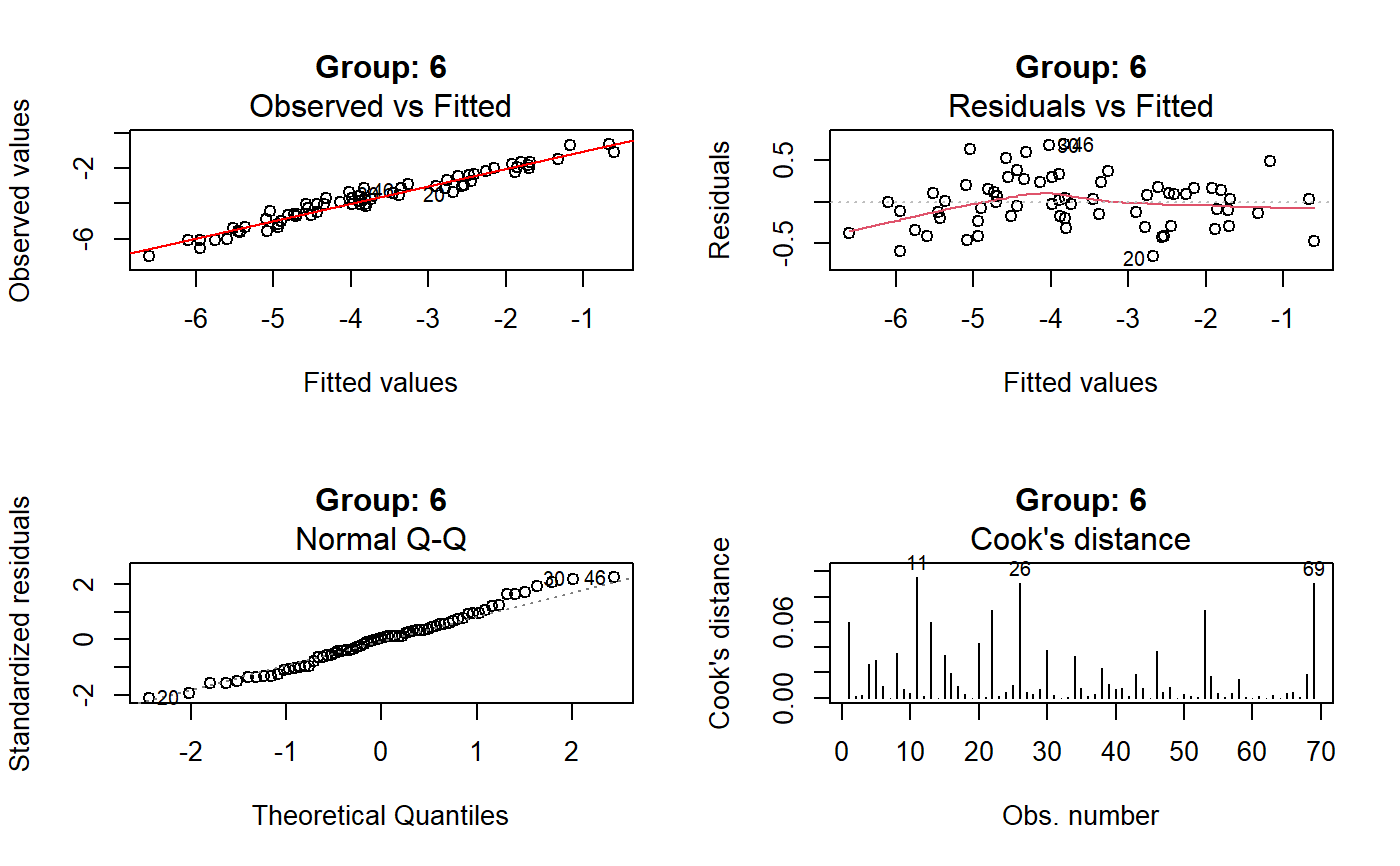 Group: 6
Observed vs Fitted
Observed values
-2
-6
30
46
20
-6 -5 -4 -3 -2 -1
Fitted values
Group: 6
Residuals vs Fitted
Residuals
0.5
-0.5
30
46
20
-6 -5 -4 -3 -2 -1
Fitted values
Group: 6
Normal Q-Q
Standardized residuals
2
0
-2
30 46
20
-2 -1 0 1 2
Theoretical Quantiles
Group: 6
Cook's distance
Cook's distance
0.06
0.00
11
26
69
0 10 20 30 40 50 60 70
Obs. number